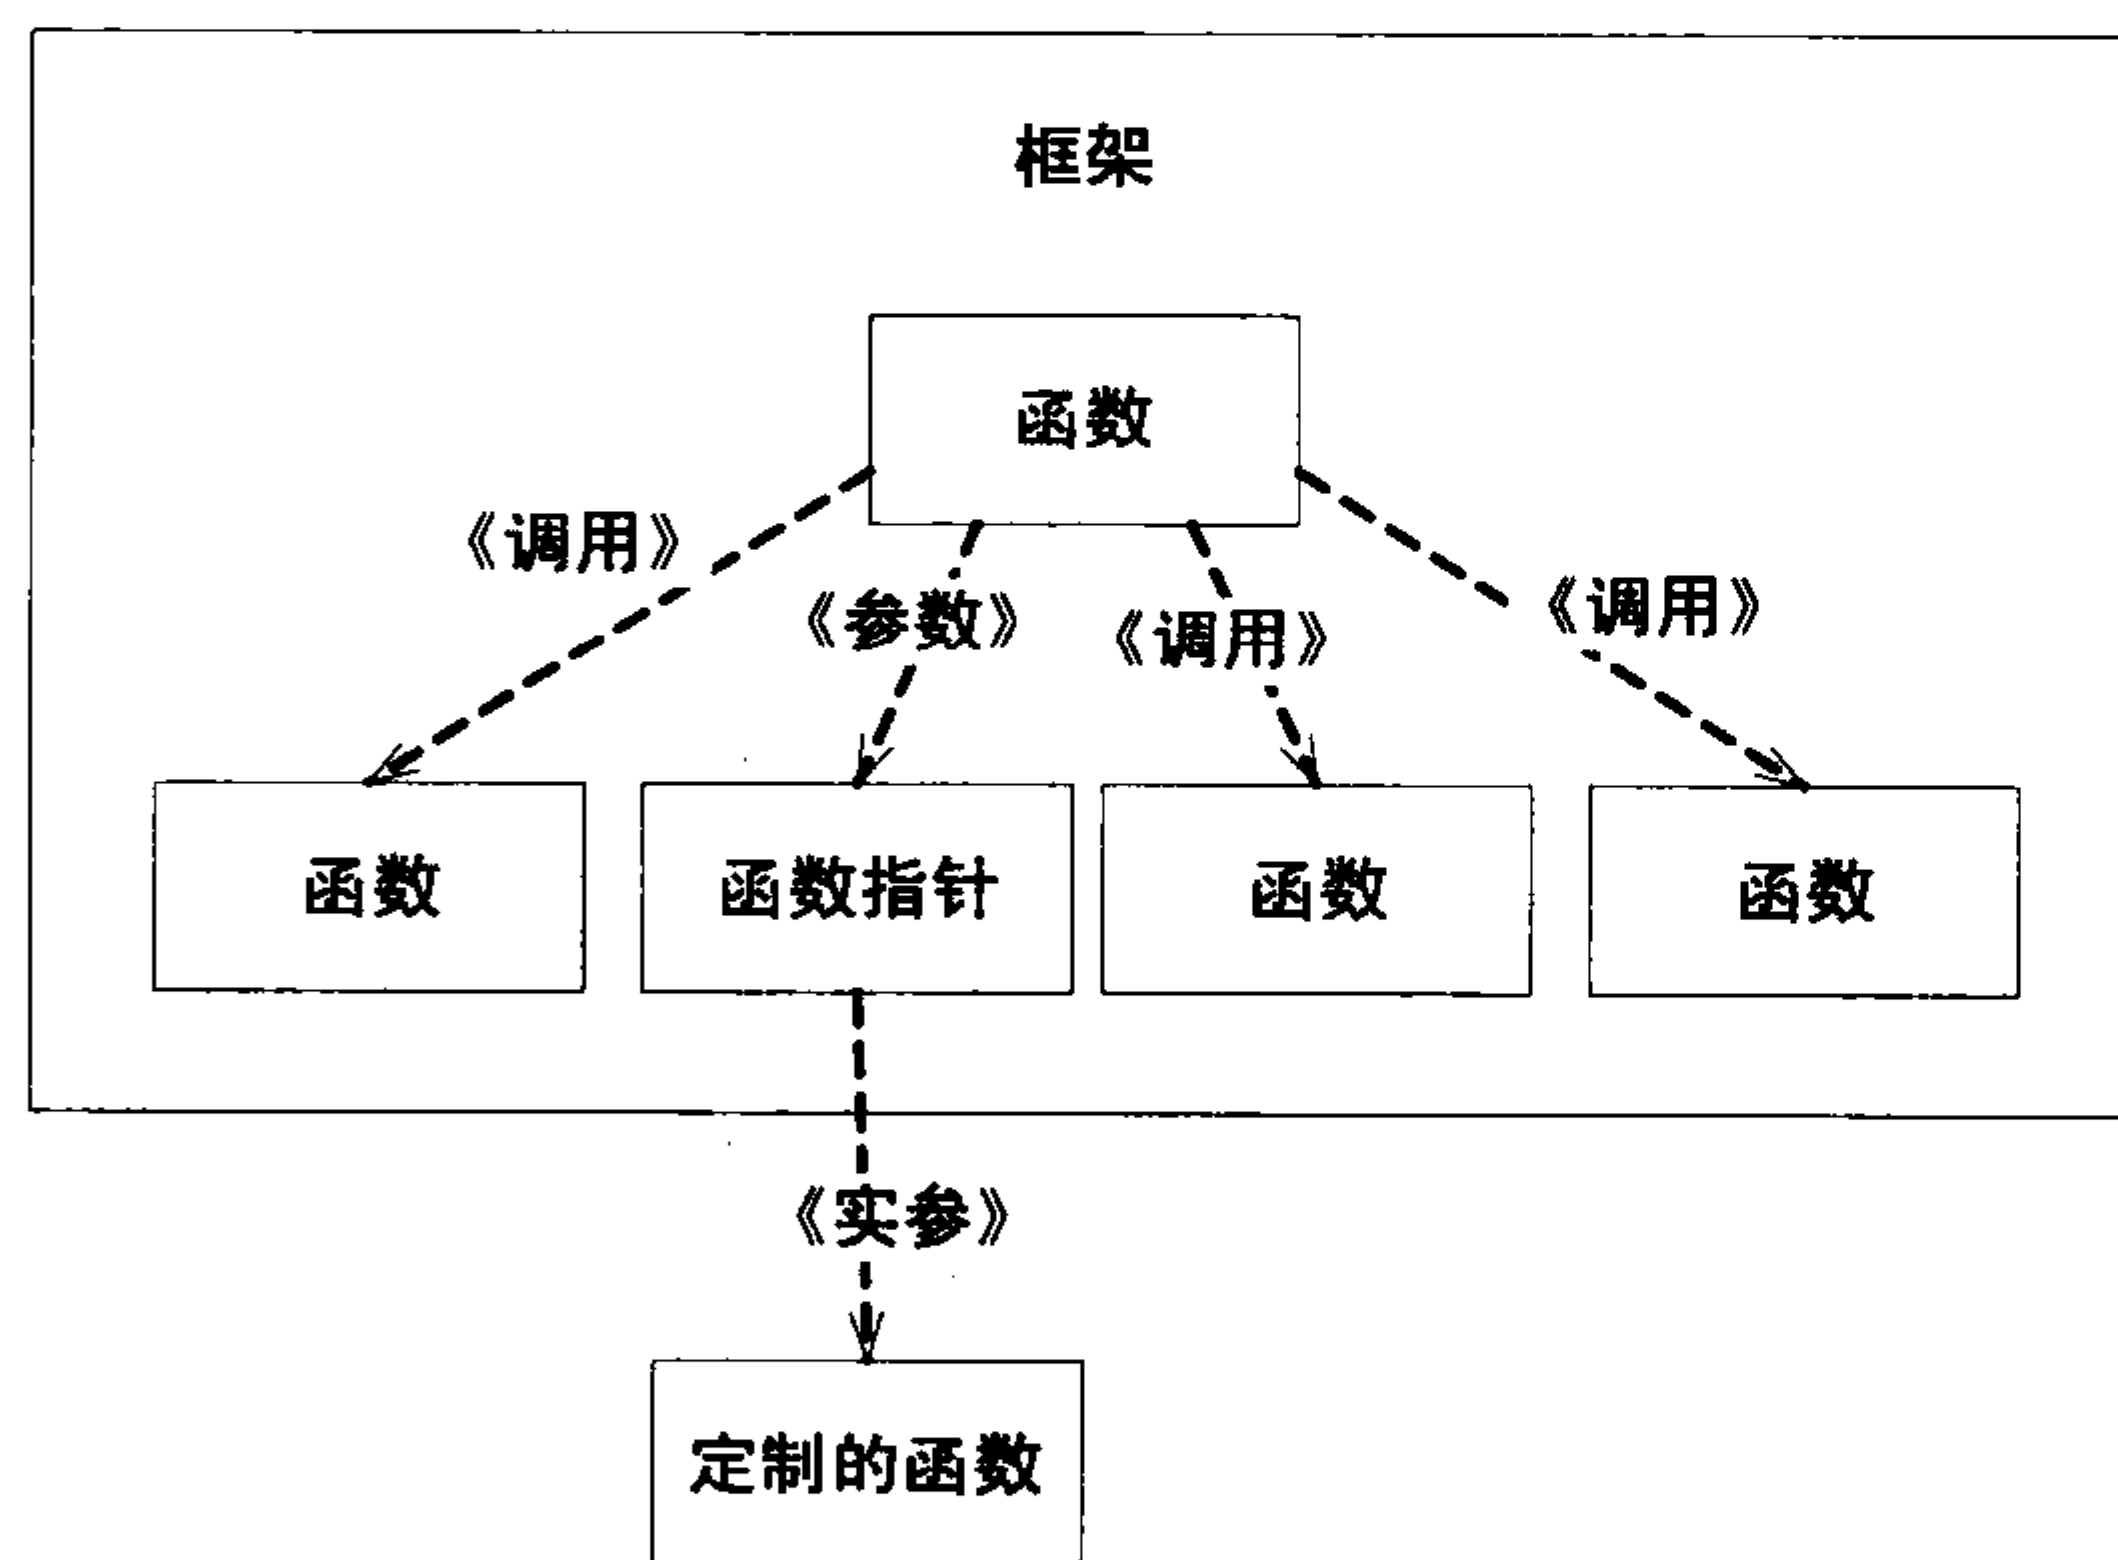 框架
函数
《调用》
《参数》
《调用》
《调用》
函数
函数指针
函数
函数
《实参》
定制的函数